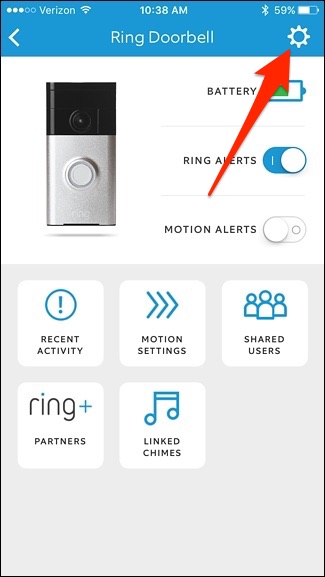 Verizon 10:38 AM 59%
Ring Doorbell
BATTERY
RING ALERTS
ring
MOTION ALERTS
RECENT
ACTIVITY
MOTION
SETTINGS
SHARED
USERS
ring+
PARTNERS
LINKED
CHIMES